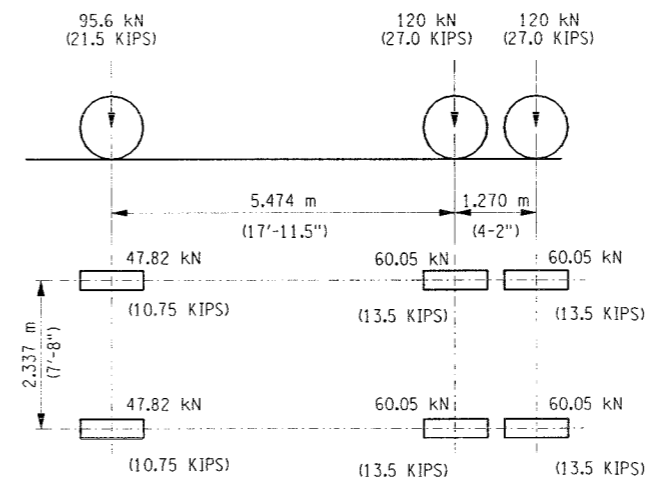 95.6 kN
(21.5 KIPS)
120 kN
(27.0 KIPS)
120 kN
(27.0 KIPS)
5.474 m
(17'-11.5")
1.270 m
(4-2")
47.82 kN
(10.75 KIPS)
60.05 kN
(13.5 KIPS)
60.05 kN
(13.5 KIPS)
2.337 m
(7'-8")
47.82 kN
(10.75 KIPS)
60.05 kN
(13.5 KIPS)
60.05 kN
(13.5 KIPS)